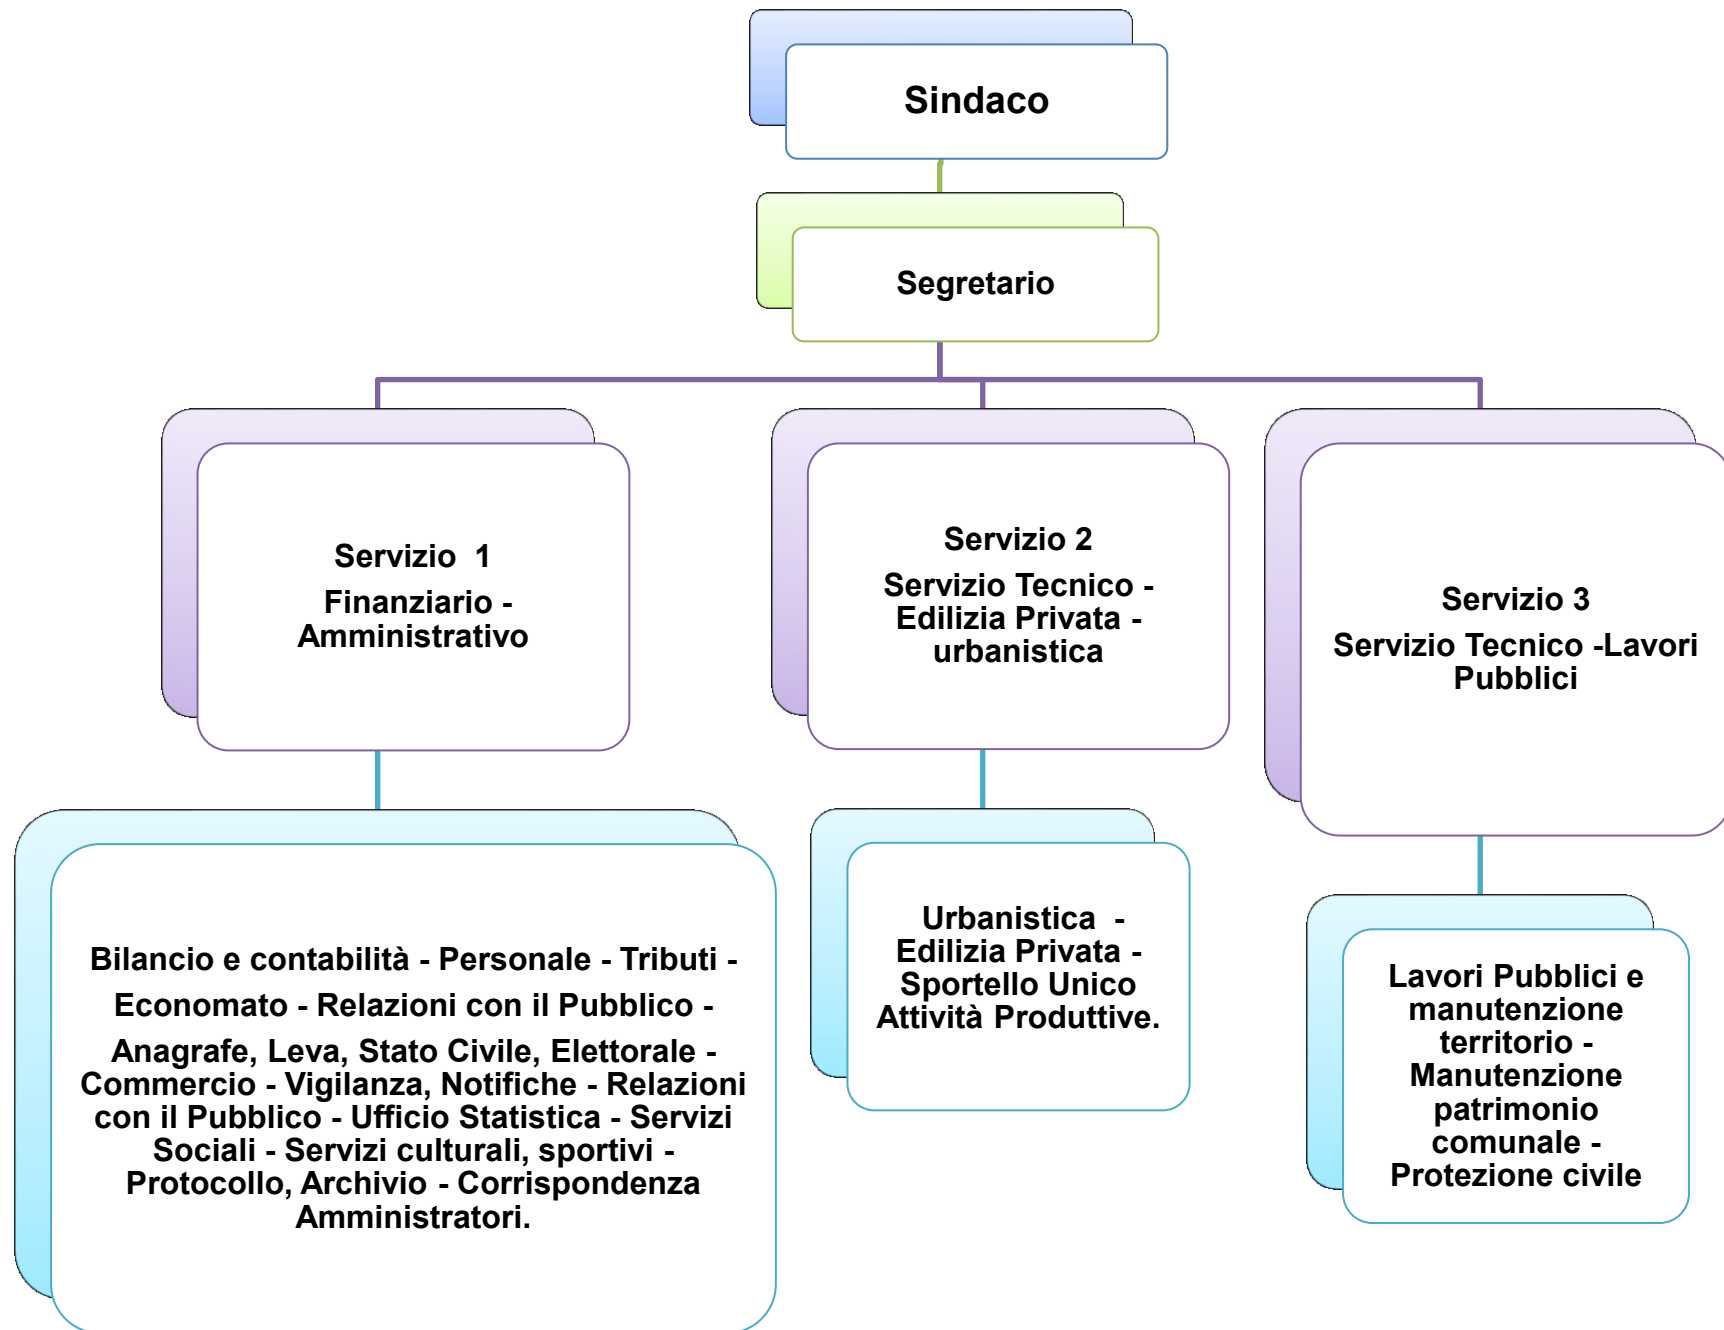 Sindaco
Segretario
Servizio  1
Finanziario -
Amministrativo
Servizio 2
Servizio Tecnico -
Edilizia Privata -
urbanistica
Servizio 3
Servizio Tecnico -Lavori
Pubblici
Bilancio e contabilità - Personale - Tributi -
Economato - Relazioni con il Pubblico -
Anagrafe, Leva, Stato Civile, Elettorale -
Commercio - Vigilanza, Notifiche - Relazioni
con il Pubblico - Ufficio Statistica - Servizi
Sociali - Servizi culturali, sportivi -
Protocollo, Archivio - Corrispondenza
Amministratori.
Urbanistica  -
Edilizia Privata -
Sportello Unico
Attività Produttive.
Lavori Pubblici e
manutenzione
territorio -
Manutenzione
patrimonio
comunale -
Protezione civile